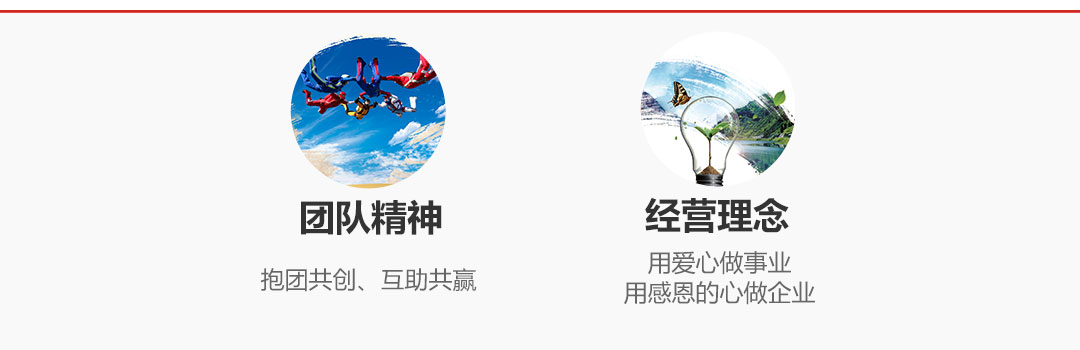 团队精神
抱团共创、互助共赢
经营理念
用爱心做事业
用感恩的心做企业